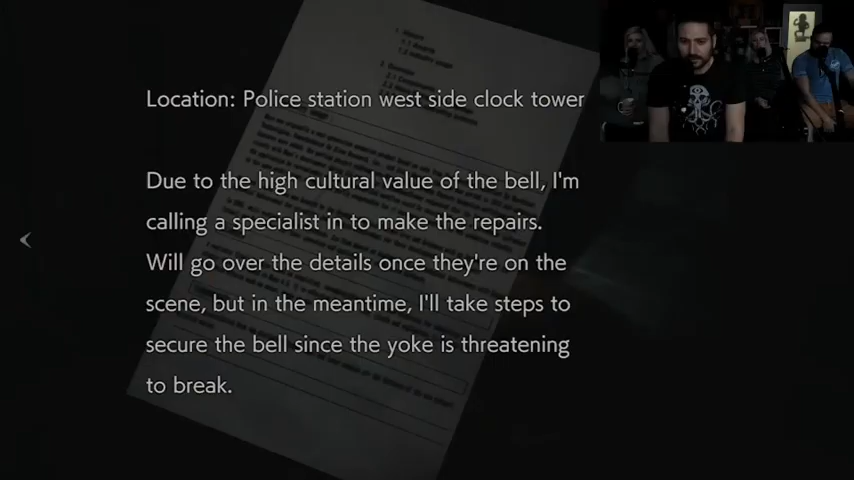 Location: Police station west side clock tower
Due to the high cultural value of the bell, I'm
calling a specialist in to make the repairs.
Will go over the details once they're on the
scene, but in the meantime, I'll take steps to
secure the bell since the yoke is threatening
to break.